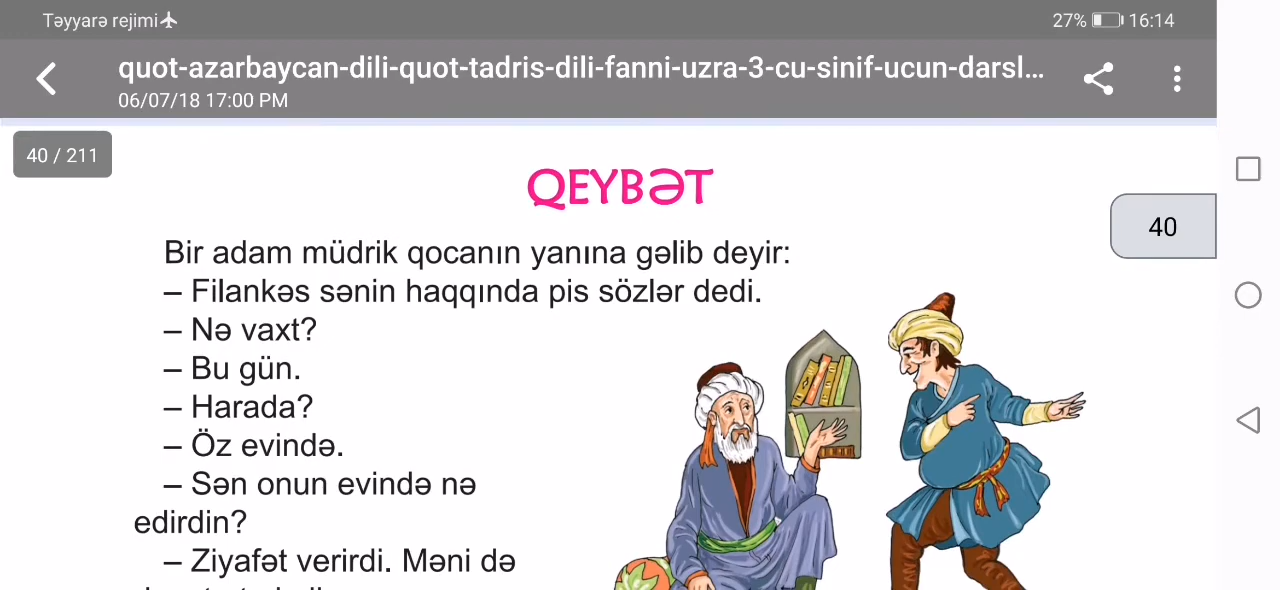 Təyyarə rejimi
27% 16:14
quot-azarbaycan-dili-quot-tadris-dili-fanni-uzra-3-cu-sinif-ucun-darsl...
06/07/18 17:00 PM
40 / 211
QEYBƏT
40
Bir adam müdrik qocanın yanına gəlib deyir:
– Filankəs sənin haqqında pis sözlər dedi.
– Nə vaxt?
– Bu gün.
– Harada?
– Öz evində.
– Sən onun evində nə
edirdin?
– Ziyafət verirdi. Məni də